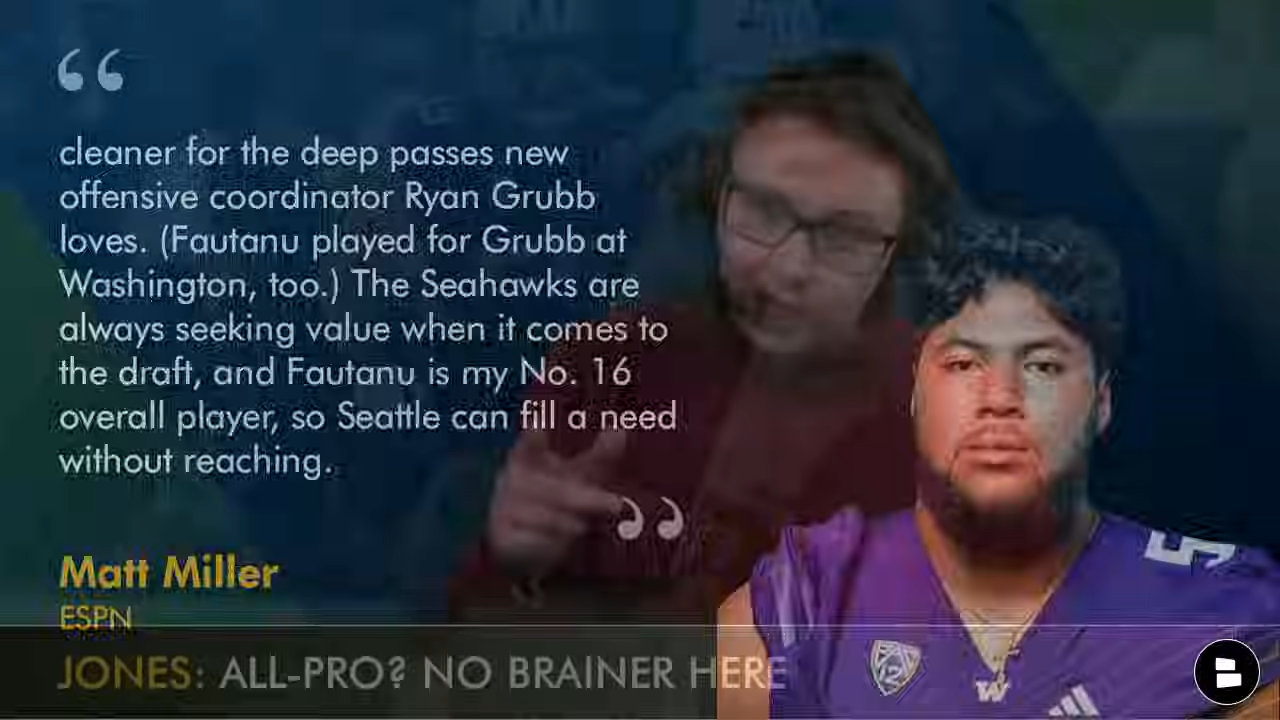 “
cleaner for the deep passes new
offensive coordinator Ryan Grubb
loves. (Fautanu played for Grubb at
Washington, too.) The Seahawks are
always seeking value when it comes to
the draft, and Fautanu is my No. 16
overall player, so Seattle can fill a need
without reaching.
”
Matt Miller
ESPN
JONES: ALL-PRO? NO BRAINER HERE
5
12
W